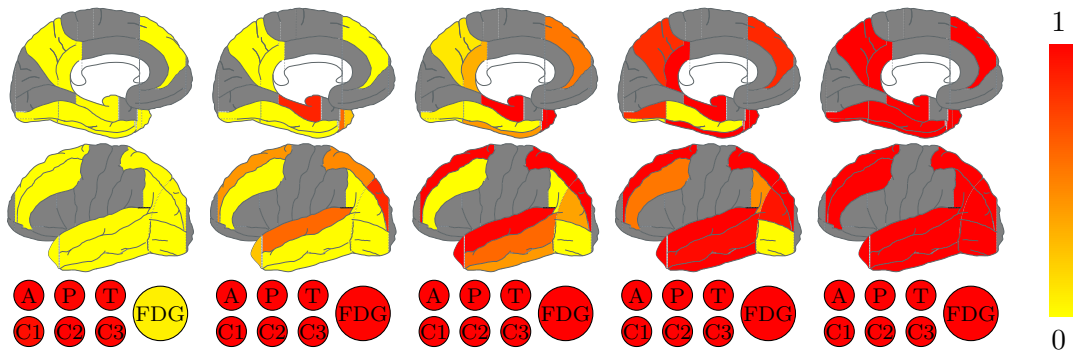 1
A P T A P T A P T A P T A P T
FDG FDG FDG FDG FDG
C1 C2 C3 C1 C2 C3 C1 C2 C3 C1 C2 C3 C1 C2 C3
0